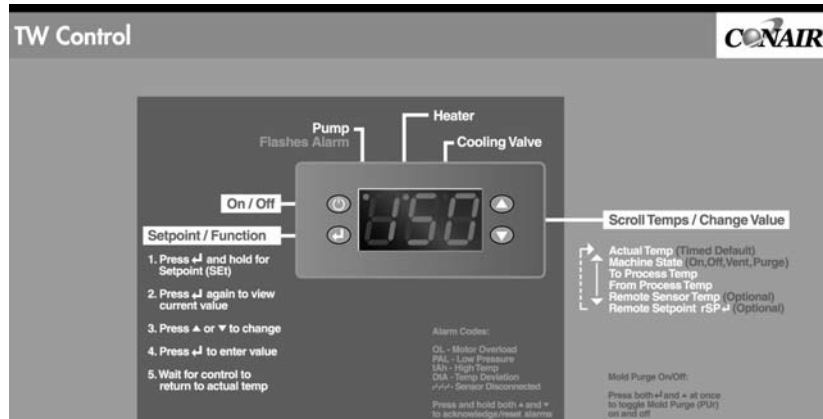 TW Control
CONAIR
Heater
Pump
Flashes Alarm
Cooling Valve
On / Off
Setpoint / Function
1. Press ↵ and hold for
Setpoint (SEt)
2. Press ↵ again to view
current value
3. Press ▲ or ▼ to change
4. Press ↵ to enter value
5. Wait for control to
return to actual temp
Scroll Temps / Change Value
Actual Temp (Timed Default)
Machine State (On,Off,Vent,Purge)
To Process Temp
From Process Temp
Remote Sensor Temp (Optional)
Remote Setpoint rSP↵ (Optional)
Alarm Codes:
OL - Motor Overload
PAL - Low Pressure
tAh - High Temp
DtA - Temp Deviation
Sensor Disconnected
Press and hold both ▲ and ▼
to acknowledge/reset alarms
Mold Purge On/Off:
Press both ↵ and ▲ at once
to toggle Mold Purge (PUr)
on and off